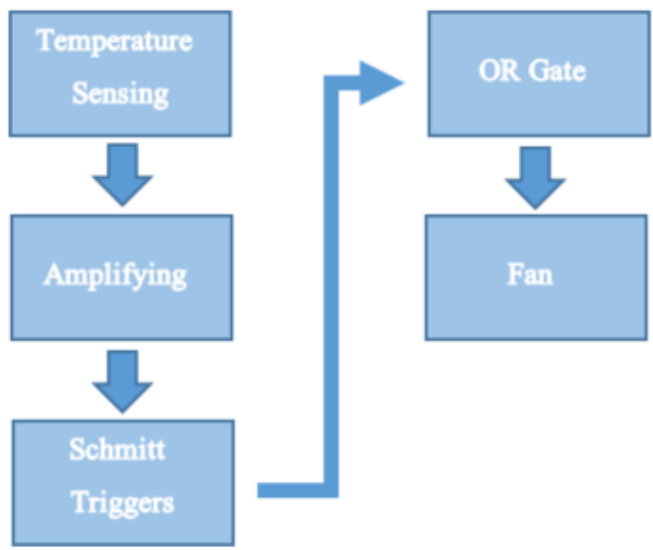 Temperature
Sensing
Amplifying
Schmitt
Triggers
OR Gate
Fan